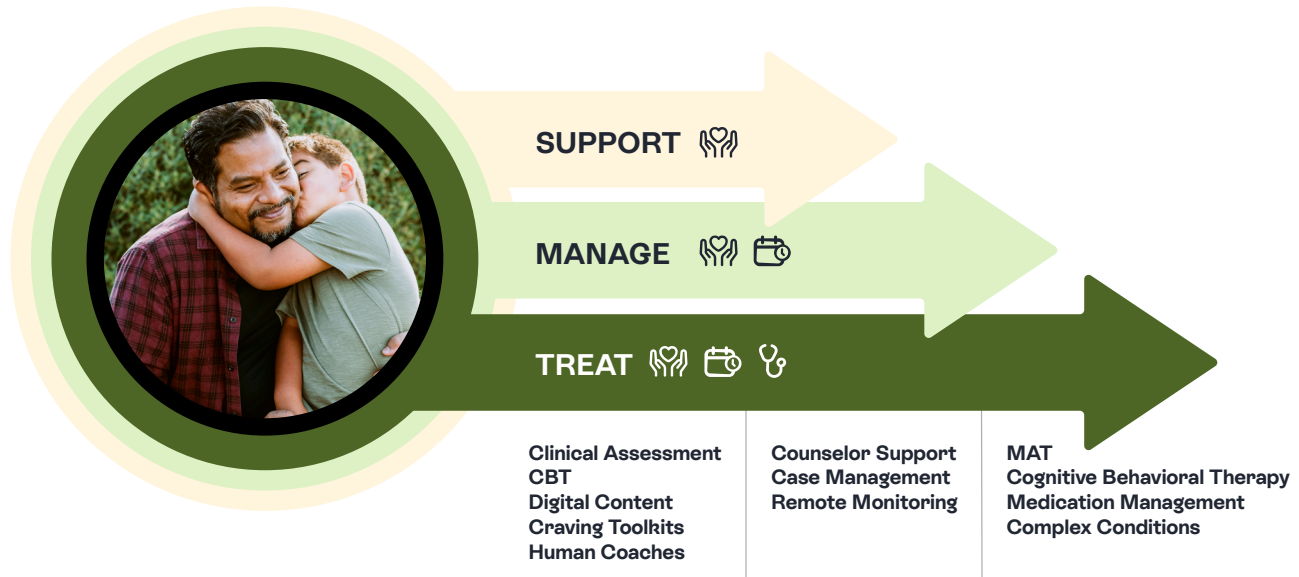 SUPPORT
MANAGE
TREAT
Clinical Assessment
CBT
Digital Content
Craving Toolkits
Human Coaches
Counselor Support
Case Management
Remote Monitoring
MAT
Cognitive Behavioral Therapy
Medication Management
Complex Conditions